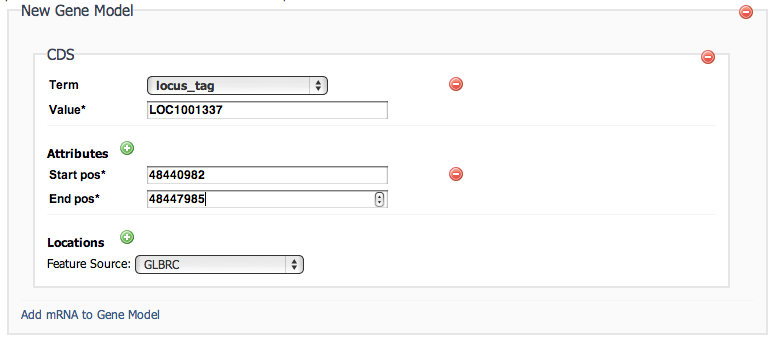 New Gene Model
CDS
Term locus_tag
Value* LOC1001337
Attributes
Start pos* 48440982
End pos* 48447985
Locations
Feature Source: GLBRC
Add mRNA to Gene Model